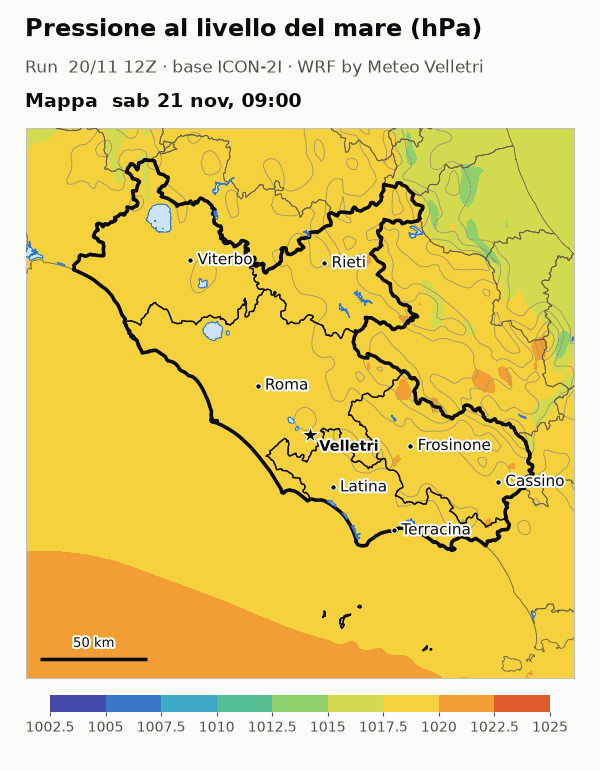 Pressione al livello del mare (hPa)
Run  20/11 12Z · base ICON-2I · WRF by Meteo Velletri
Mappa  sab 21 nov, 09:00
Viterbo
Rieti
Roma
Velletri
Frosinone
Cassino
Latina
Terracina
50 km
1002.5 1005 1007.5 1010 1012.5 1015 1017.5 1020 1022.5 1025